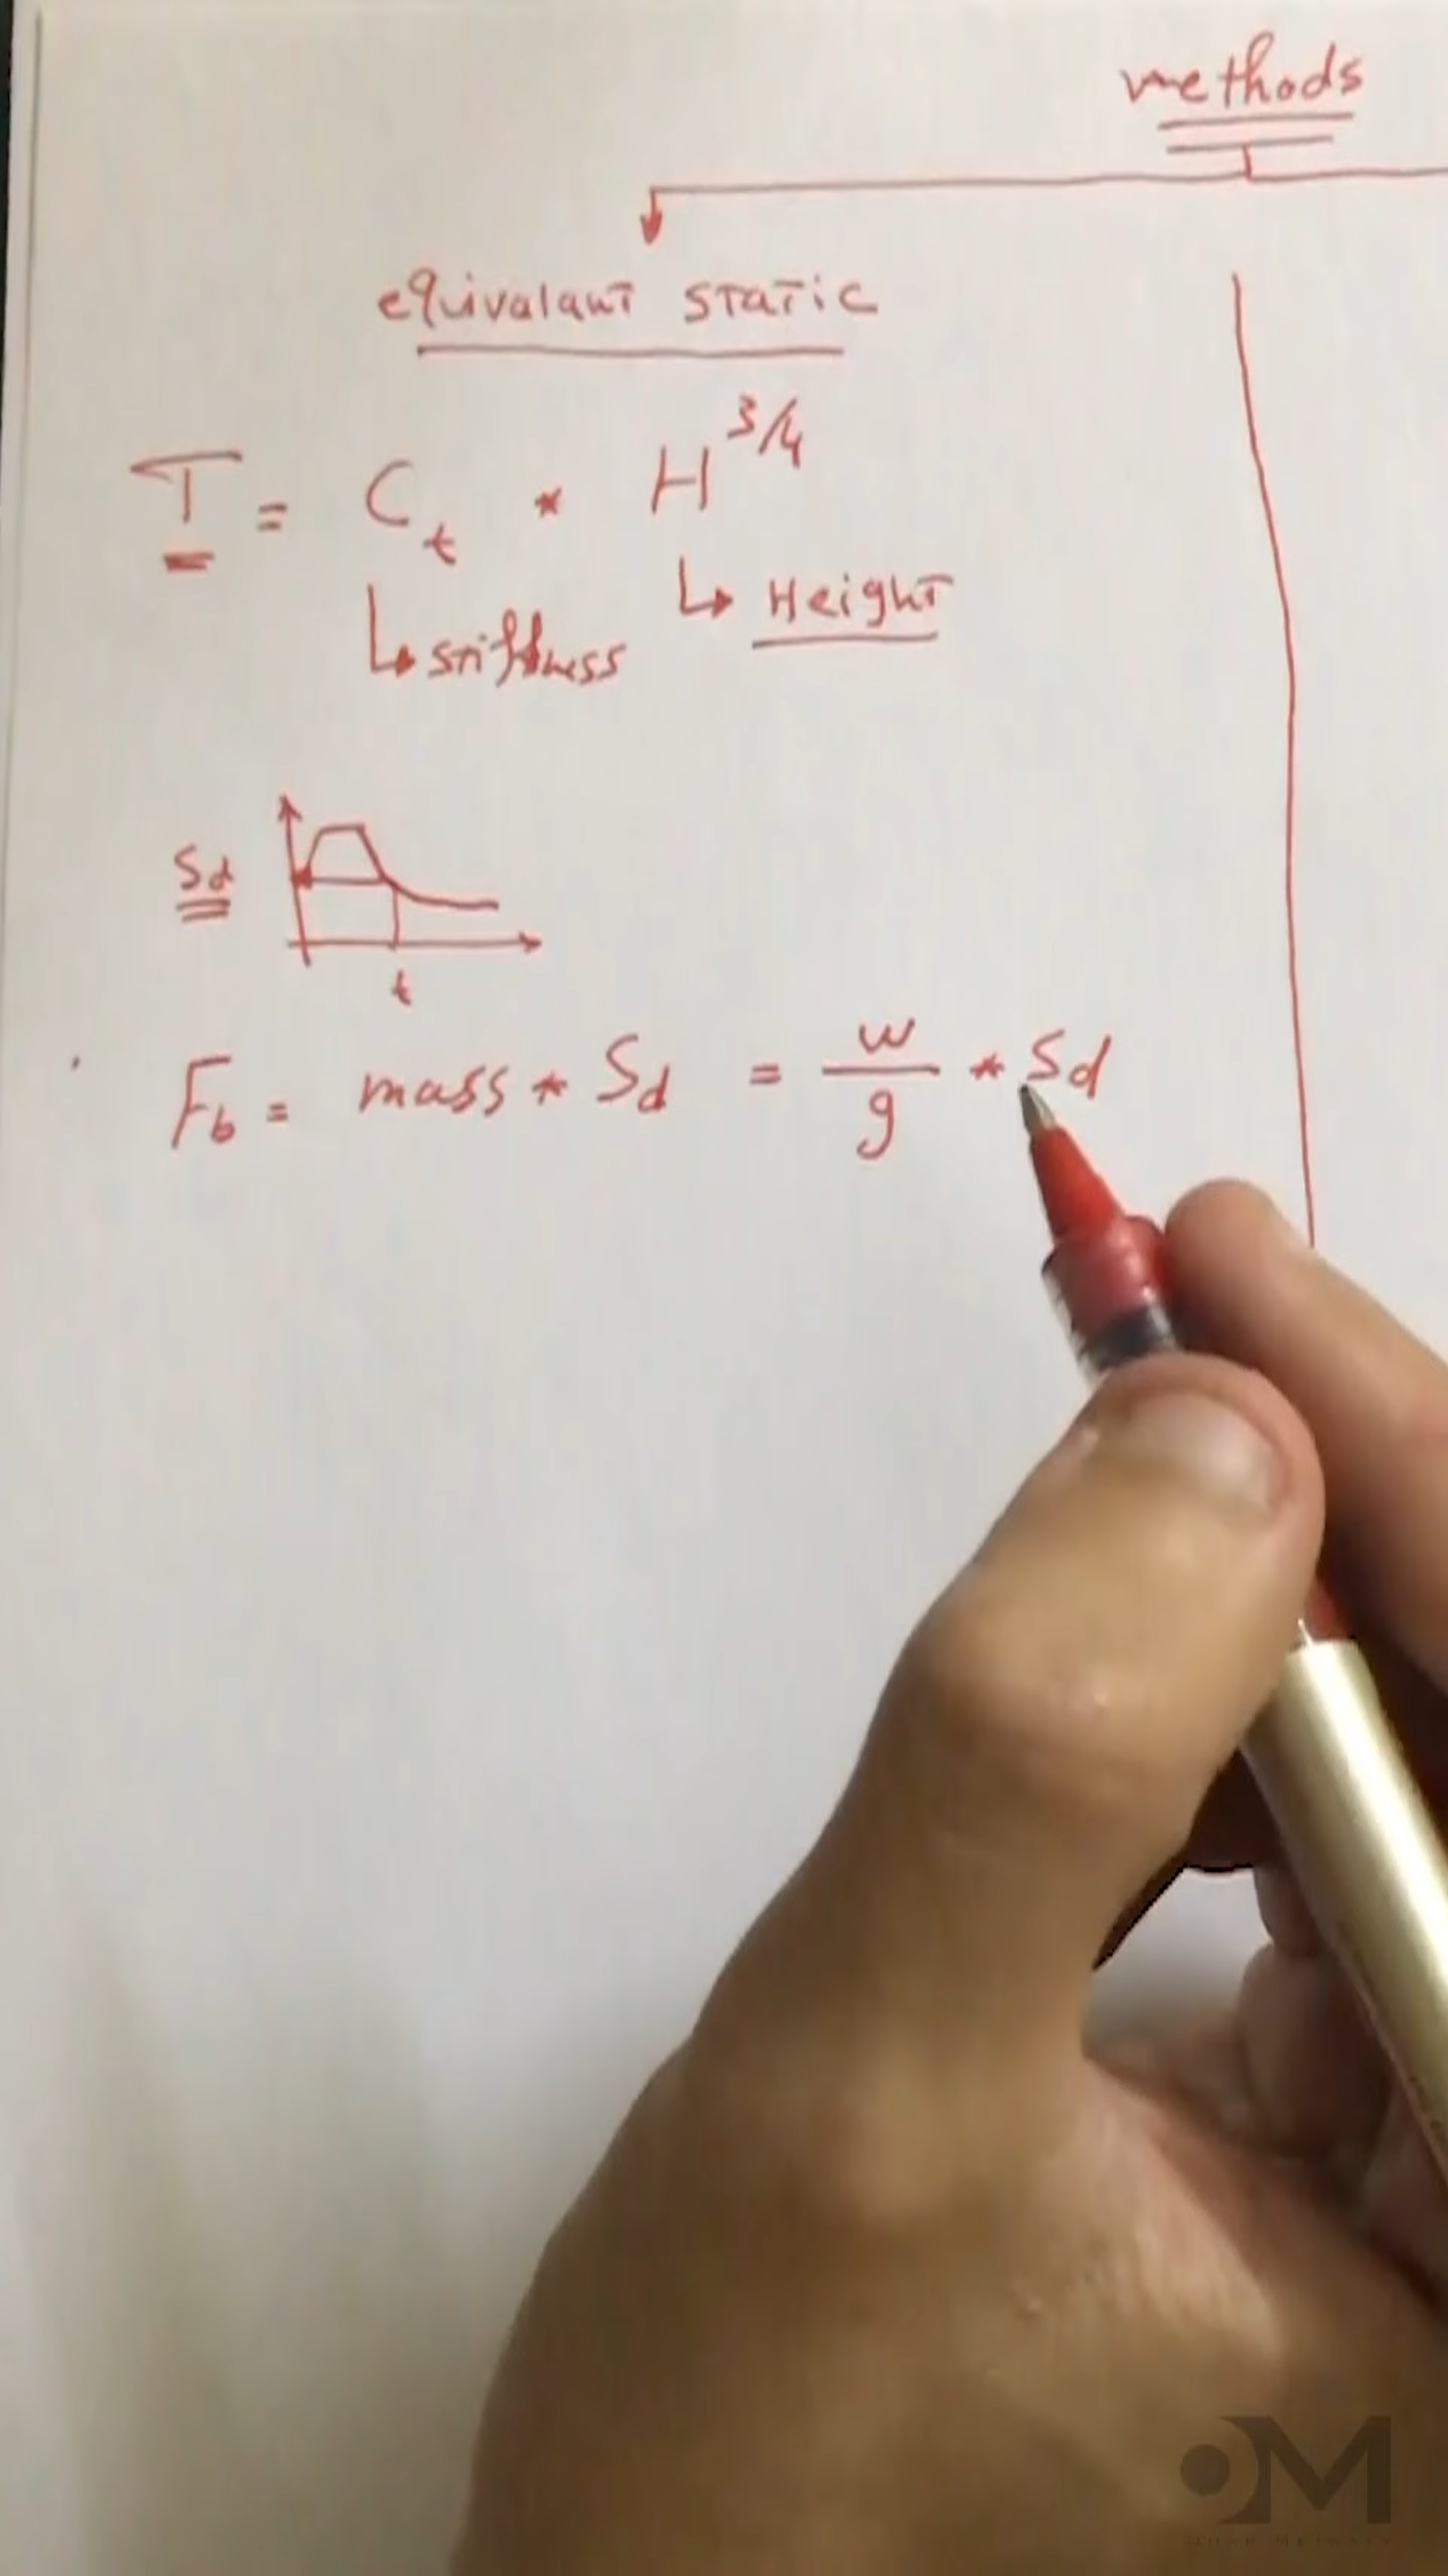 methods
equivalant static
T = Ct * H^3/4
↳ stiffness ↳ Height
Sd
t
Fb = mass * Sd = w/g * Sd
M